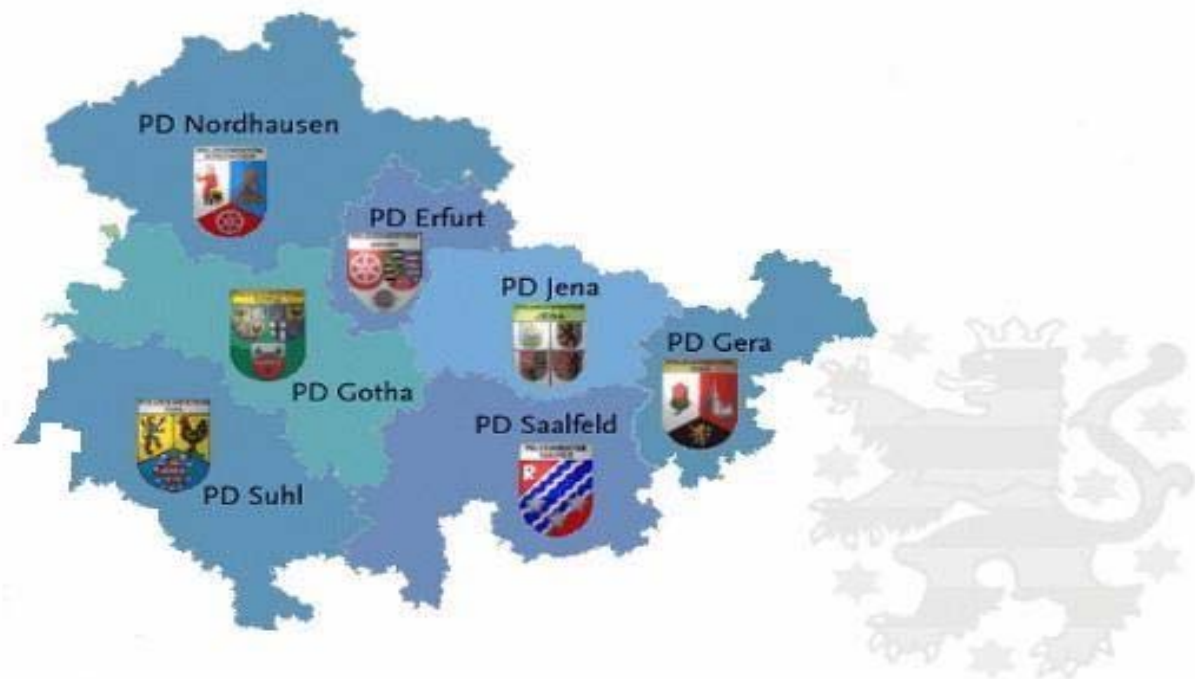 PD Nordhausen
PD Erfurt
PD Jena
PD Gera
PD Gotha
PD Saalfeld
R
PD Suhl